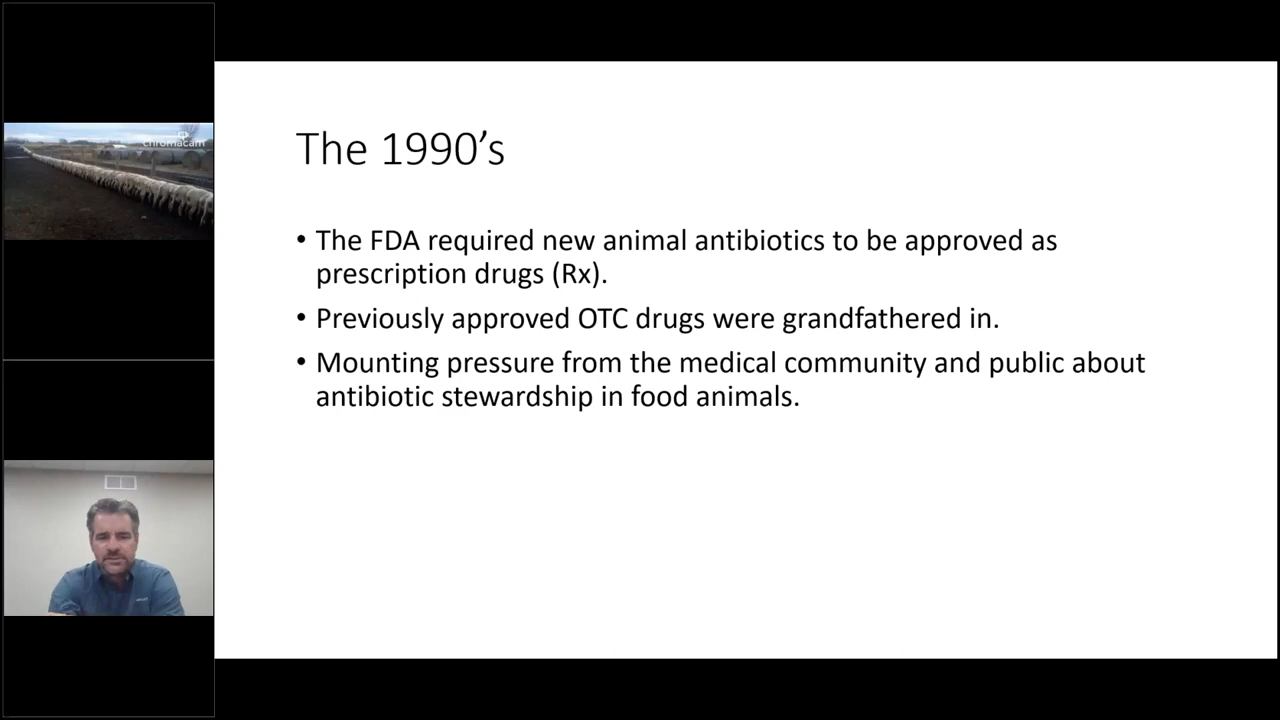 chromacam
The 1990’s
• The FDA required new animal antibiotics to be approved as
prescription drugs (Rx).
• Previously approved OTC drugs were grandfathered in.
• Mounting pressure from the medical community and public about
antibiotic stewardship in food animals.